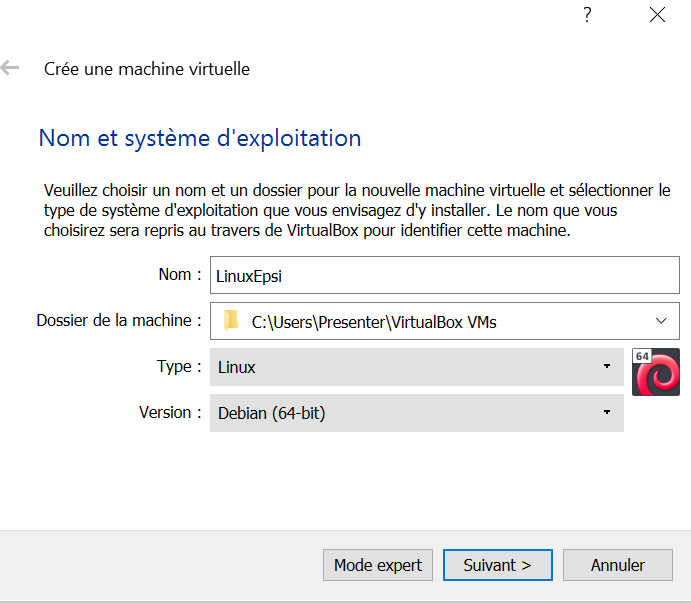 ?
Crée une machine virtuelle
Nom et système d'exploitation
Veuillez choisir un nom et un dossier pour la nouvelle machine virtuelle et sélectionner le
type de système d'exploitation que vous envisagez d'y installer. Le nom que vous
choisirez sera repris au travers de VirtualBox pour identifier cette machine.
Nom : LinuxEpsi
Dossier de la machine : C:\Users\Presenter\VirtualBox VMs
Type : Linux
64
Version : Debian (64-bit)
Mode expert Suivant > Annuler